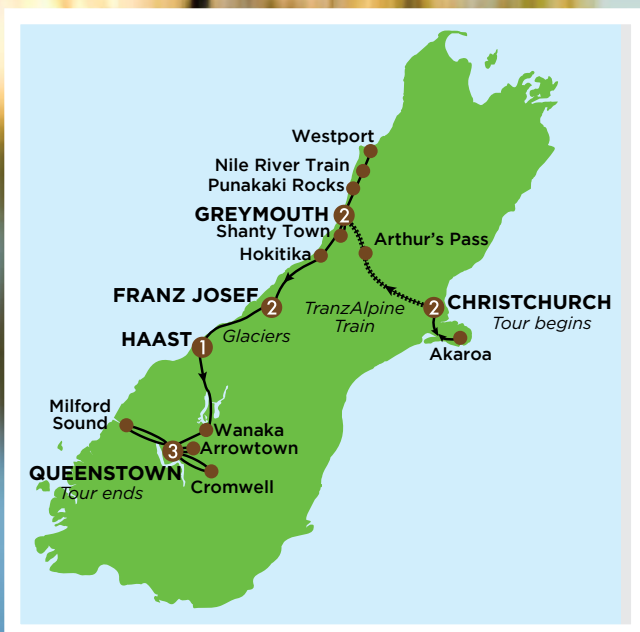 Westport
Nile River Train
Punakaki Rocks
GREYMOUTH 2
Shanty Town
Arthur's Pass
Hokitika
FRANZ JOSEF 2
TranzAlpine
Train
2 CHRISTCHURCH
Tour begins
HAAST 1
Glaciers
Akaroa
Milford
Sound
Wanaka
Arrowtown
3
QUEENSTOWN
Tour ends
Cromwell